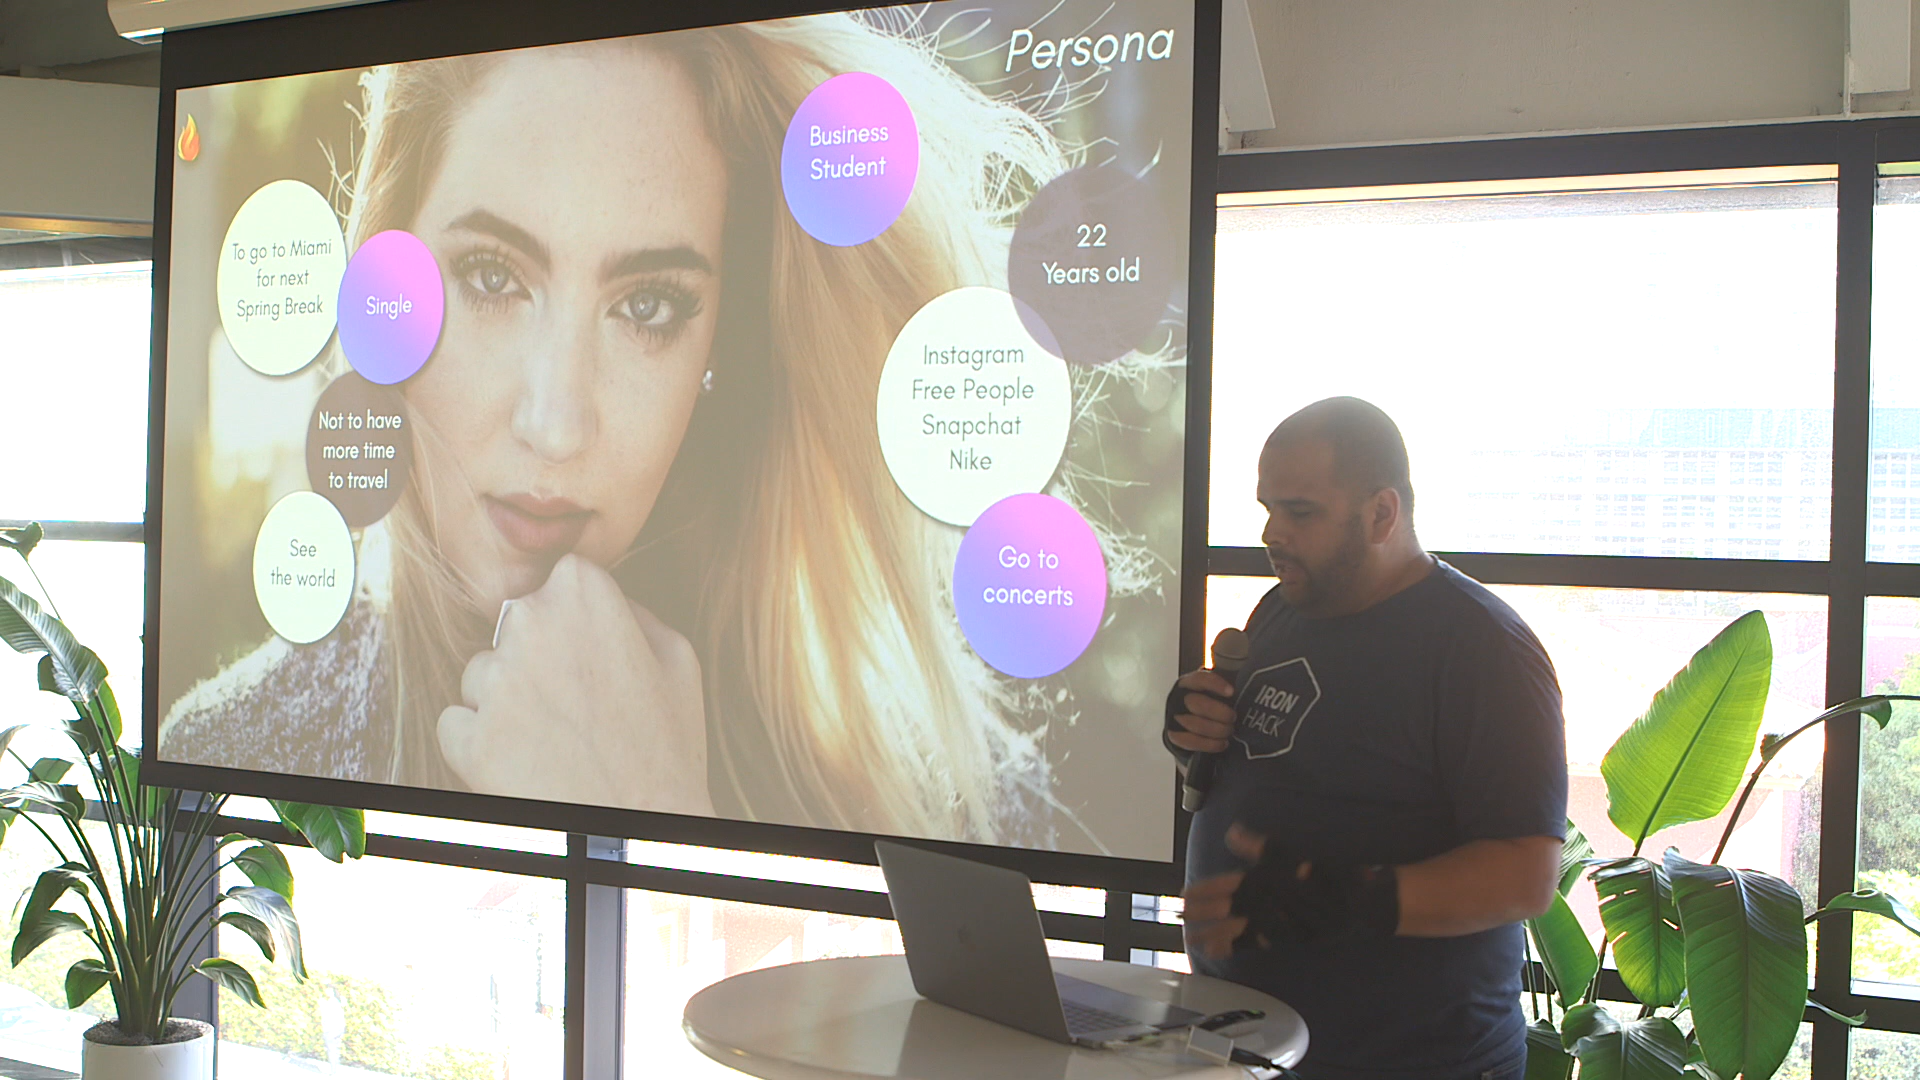 Persona
Business
Student
22
Years old
To go to Miami
for next
Spring Break
Single
Instagram
Free People
Snapchat
Nike
Not to have
more time
to travel
See
the world
Go to
concerts
IRON
HACK